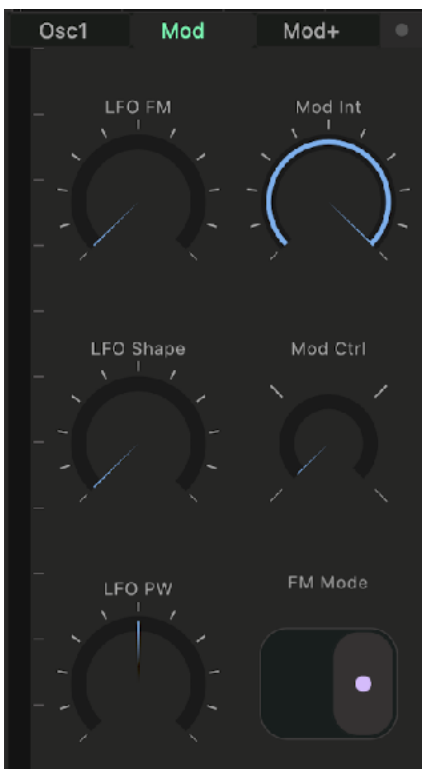 Osc1 Mod Mod+
LFO FM Mod Int
LFO Shape Mod Ctrl
LFO PW FM Mode